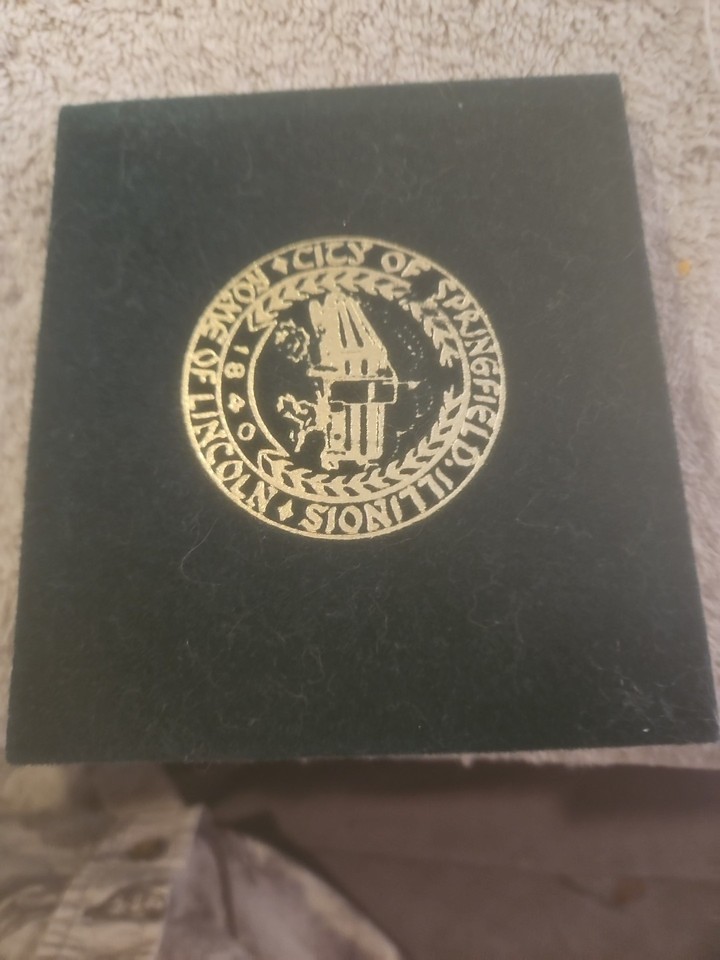 CITY OF SPRINGFIELD. ILLINOIS
HOME OF LINCOLN
1840